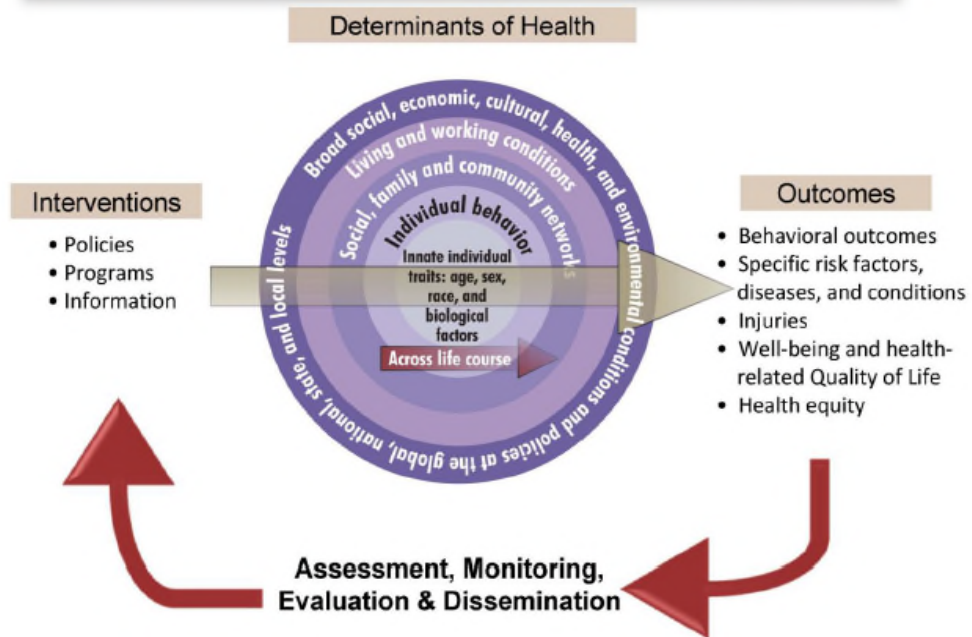 Determinants of Health
Interventions
• Policies
• Programs
• Information
Broad social, economic, cultural, health, and environmental conditions and policies at the global, national, state, and local levels
Living and working conditions
Social, family and community networks
Individual behavior
Innate individual
traits: age, sex,
race, and
biological
factors
Across life course
Outcomes
• Behavioral outcomes
• Specific risk factors,
diseases, and conditions
• Injuries
• Well-being and health-
related Quality of Life
• Health equity
Assessment, Monitoring,
Evaluation & Dissemination